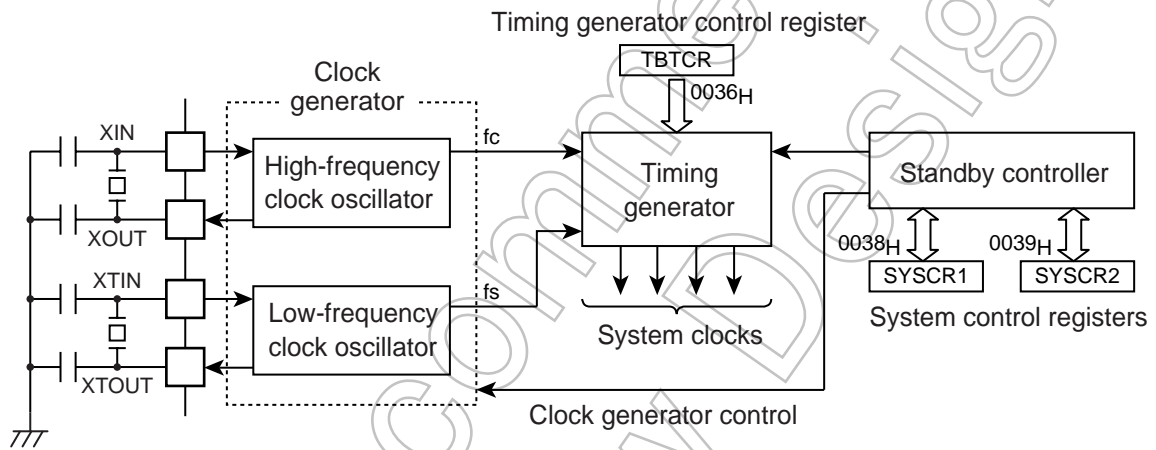 Timing generator control register
TBTCR
0036H
Clock
generator
XIN
High-frequency
clock oscillator
fc
Timing
generator
Standby controller
XOUT
0038H
0039H
SYSCR1
SYSCR2
System control registers
XTIN
Low-frequency
clock oscillator
fs
System clocks
XTOUT
Clock generator control